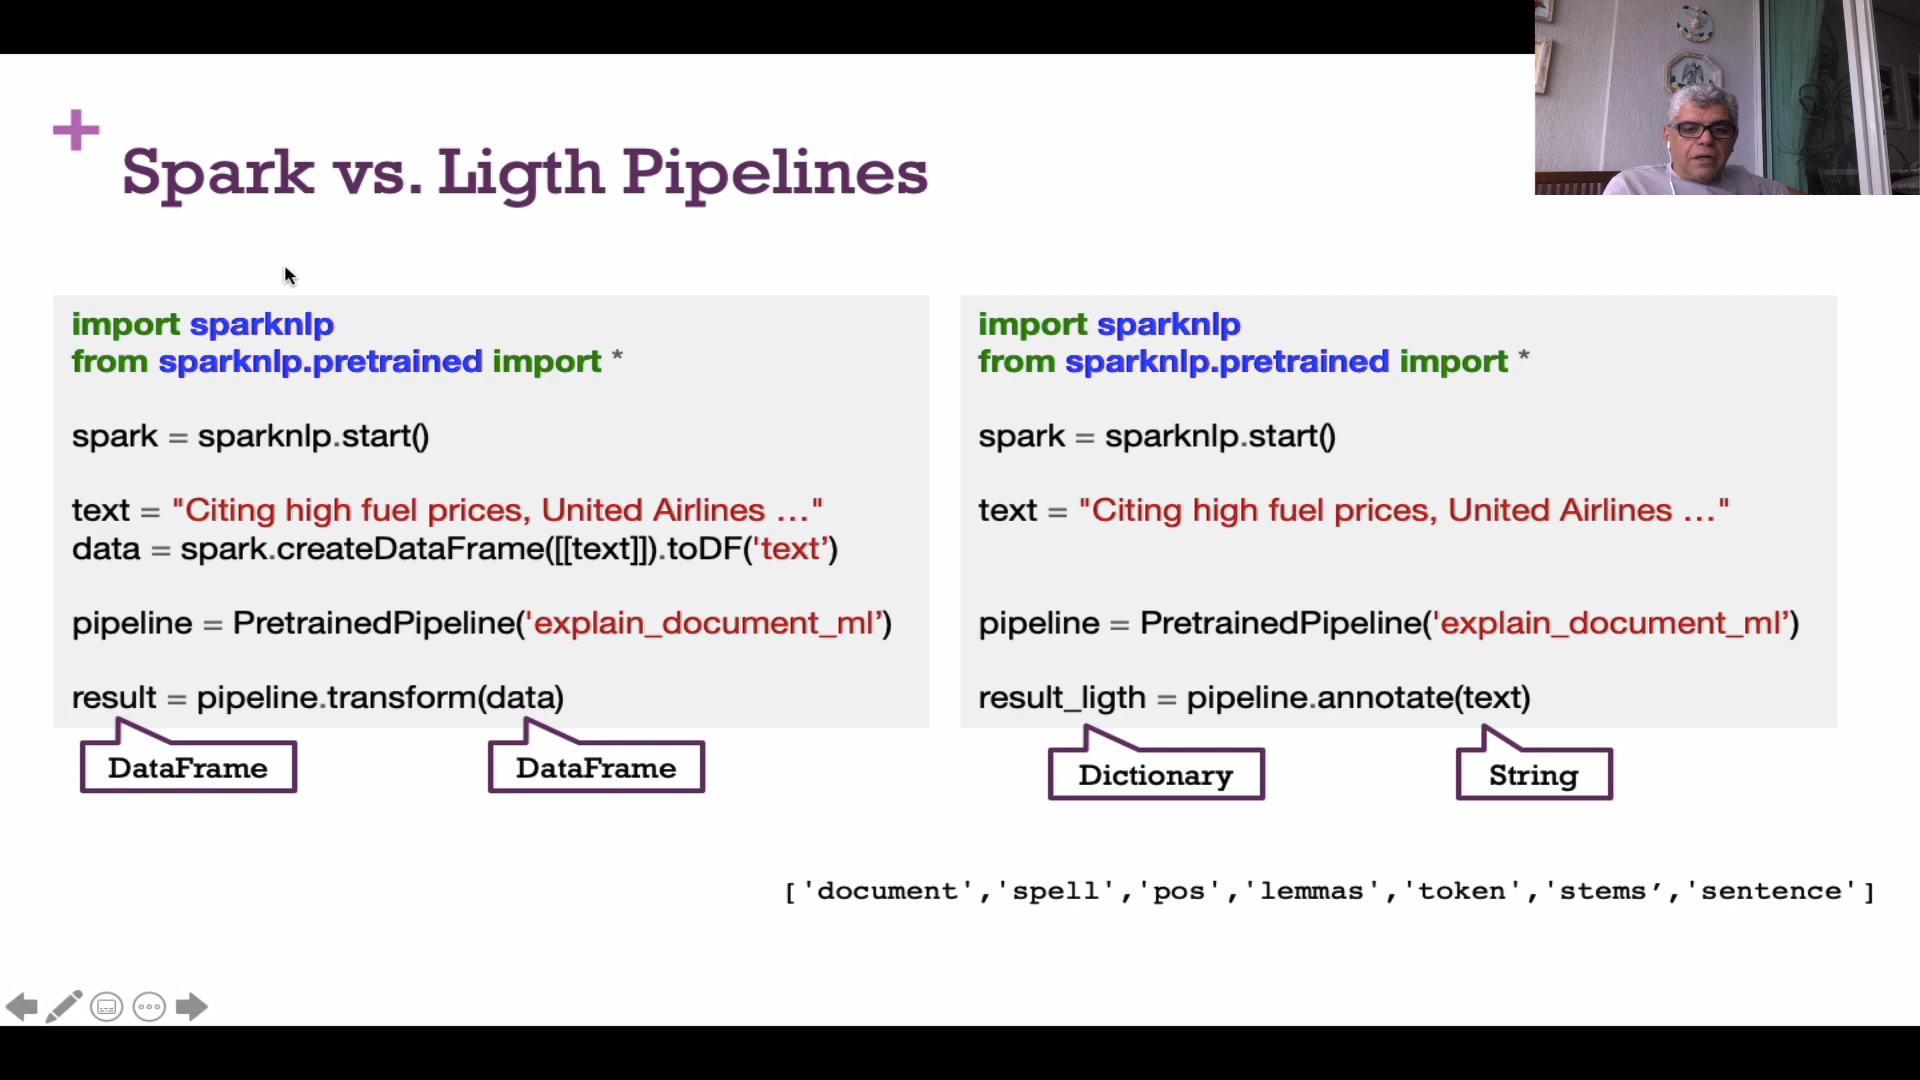 Spark vs. Ligth Pipelines
import sparknlp
from sparknlp.pretrained import *
spark = sparknlp.start()
text = "Citing high fuel prices, United Airlines …"
data = spark.createDataFrame([[text]]).toDF('text’)
pipeline = PretrainedPipeline('explain_document_ml’)
result = pipeline.transform(data)
DataFrame
DataFrame
import sparknlp
from sparknlp.pretrained import *
spark = sparknlp.start()
text = "Citing high fuel prices, United Airlines …"
pipeline = PretrainedPipeline('explain_document_ml’)
result_ligth = pipeline.annotate(text)
Dictionary
String
['document','spell','pos','lemmas','token','stems’,'sentence']